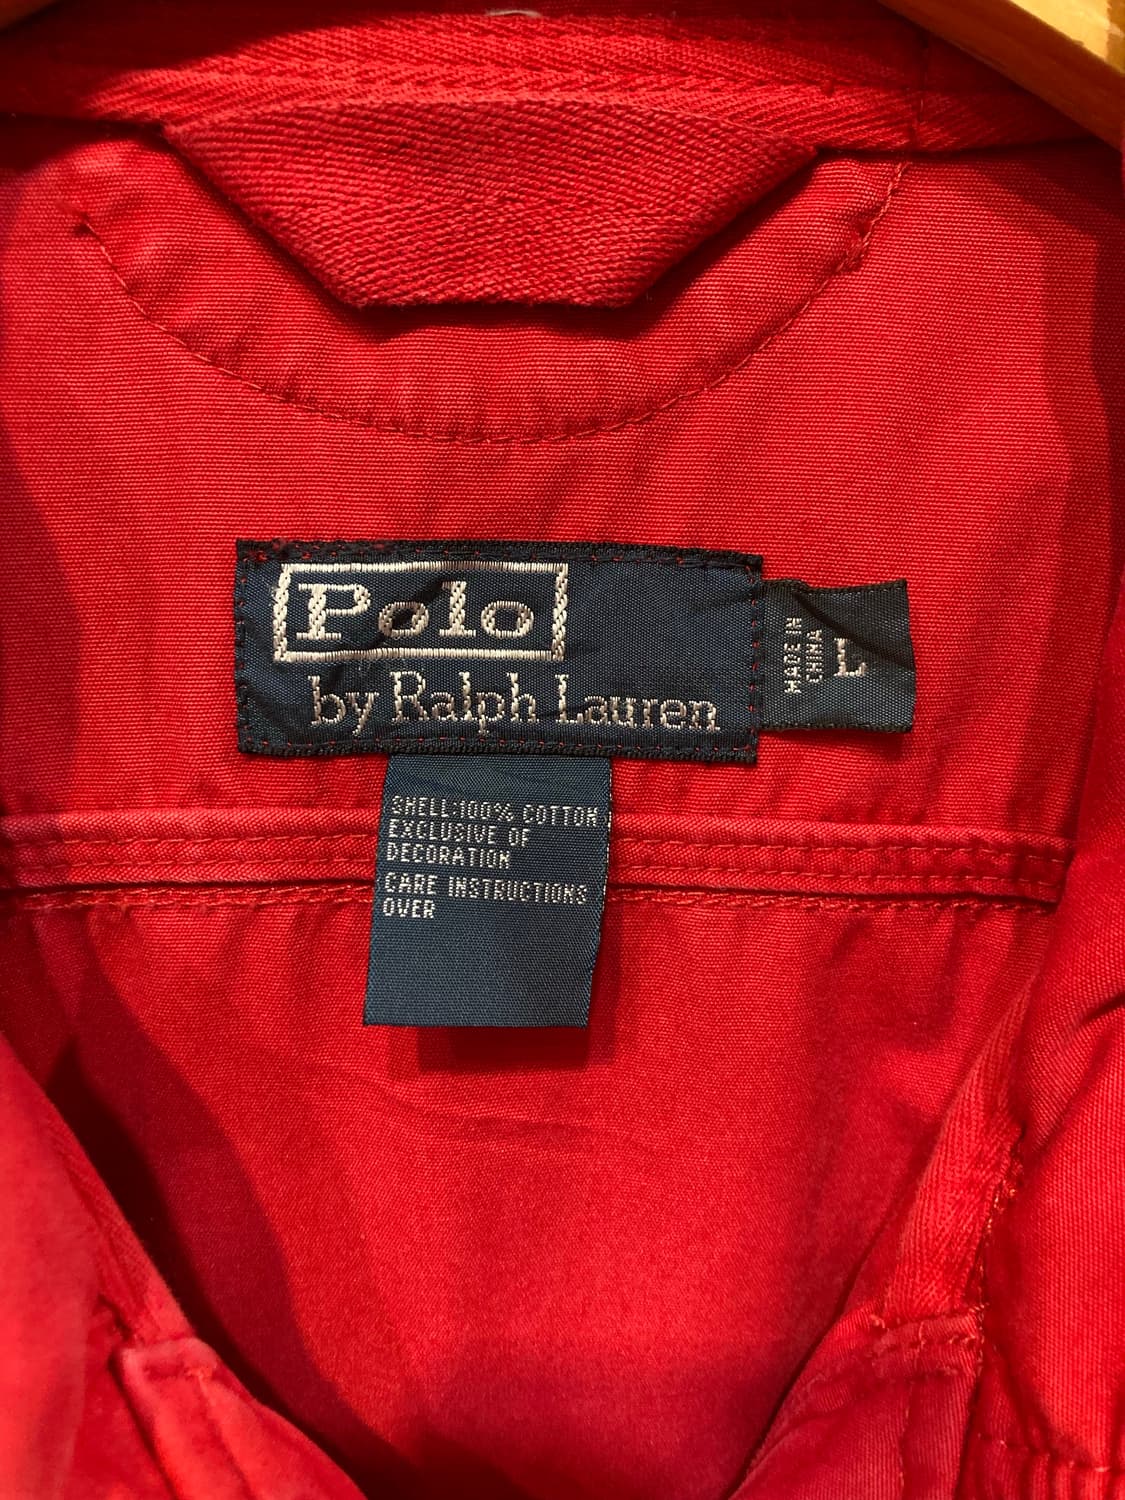 Polo
by Ralph Lauren
MADE IN
CHINA
L
SHELL:100% COTTON
EXCLUSIVE OF
DECORATION
CARE INSTRUCTIONS
OVER